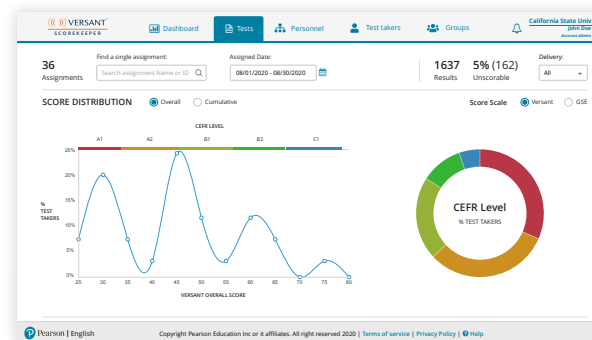 VERSANT
SCOREKEEPER
Dashboard
Tests
Personnel
Test takers
Groups
California State Univ
John Doe
Account Admin
36
Assignments
Find a single assignment:
Search assignment Name or ID
Assigned Date:
08/01/2020 - 08/30/2020
1637
Results
5% (162)
Unscorable
Delivery:
All
SCORE DISTRIBUTION
Overall
Cumulative
Score Scale
Versant
GSE
CEFR LEVEL
A1 A2 B1 B2 C1
25%
20%
15%
10%
5%
0%
%
TEST
TAKERS
25 30 35 40 45 50 55 60 65 70 75 80
VERSANT OVERALL SCORE
CEFR Level
% TEST TAKERS
Pearson | English
Copyright Pearson Education Inc or it affiliates. All right reserved 2020 | Terms of service | Privacy Policy | Help